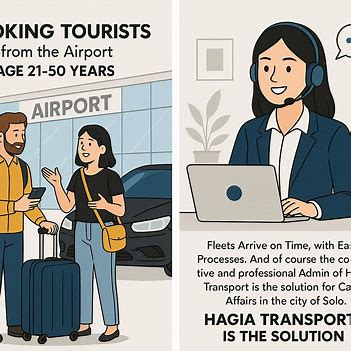 OKING TOURISTS
from the Airport
AGE 21-50 YEARS
AIRPORT
Fleets Arrive on Time, with Ea
Processes. And of course the co
tive and professional Admin of H
Transport is the solution for Ca
Affairs in the city of Solo.
HAGIA TRANSPORT
IS THE SOLUTION